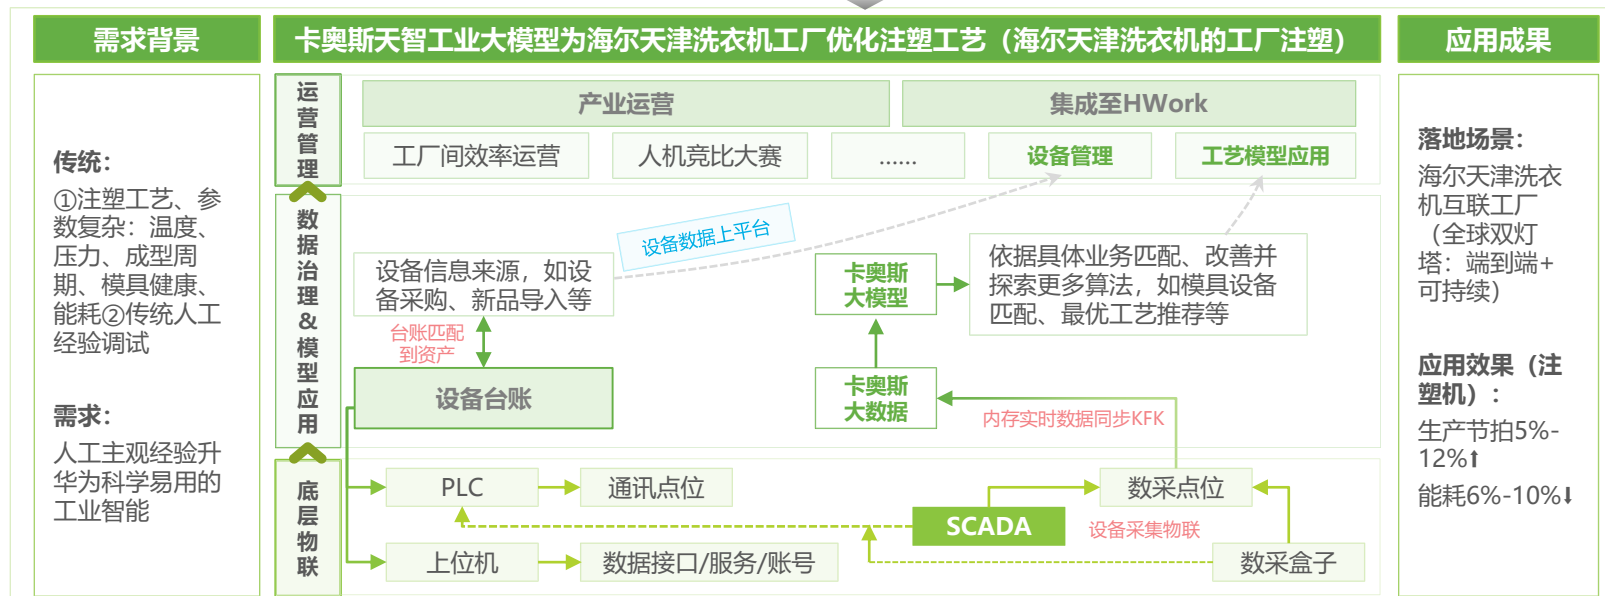 需求背景
传统：
①注塑工艺、参
数复杂：温度、
压力、成型周
期、模具健康、
能耗②传统人工
经验调试
需求：
人工主观经验升
华为科学易用的
工业智能
卡奥斯天智工业大模型为海尔天津洗衣机工厂优化注塑工艺（海尔天津洗衣机的工厂注塑）
运营管理
产业运营
集成至HWork
工厂间效率运营
人机竞比大赛
......
设备管理
工艺模型应用
数据治理&模型应用
设备数据上平台
设备信息来源，如设
备采购、新品导入等
台账匹配
到资产
设备台账
卡奥斯
大模型
依据具体业务匹配、改善并
探索更多算法，如模具设备
匹配、最优工艺推荐等
卡奥斯
大数据
内存实时数据同步KFK
底层物联
PLC
通讯点位
数采点位
SCADA
设备采集物联
上位机
数据接口/服务/账号
数采盒子
应用成果
落地场景：
海尔天津洗衣
机互联工厂
（全球双灯
塔：端到端+
可持续）
应用效果（注
塑机）：
生产节拍5%-
12%⬆
能耗6%-10%⬇